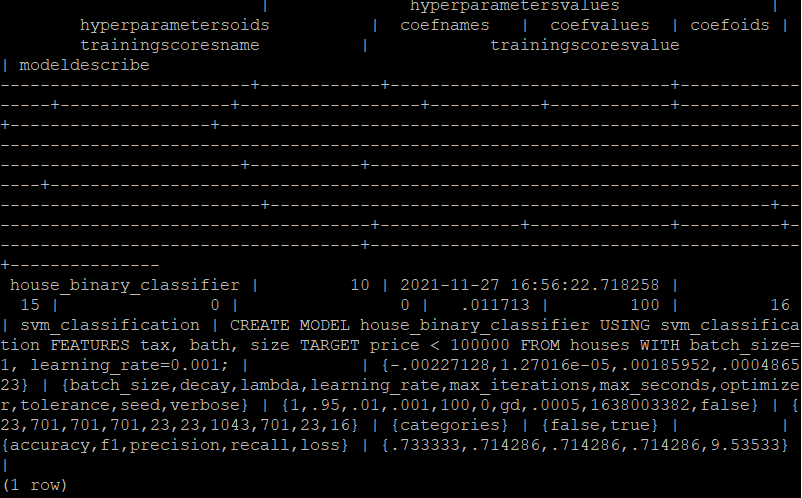 | hyperparametersvalues |
hyperparametersoids | coefnames | coefvalues | coefoids |
trainingscoresname | trainingscoresvalue
| modeldescribe
--------------------------+-------------+------------------------------+-------------
-----+------------------+-------------------+------------+-------------+-------------
+---------------------+--------------------------------------------------------------
-------------------------------------------------------------------------------------
-------------------------+------------+----------------------------------------------
----+--------------------------------------------------------------------------------
---------------------------+----------------------------------------------------+--
--------------------------------------+---------------+---------------+-----------+-
-------------------------------------+-----------------------------------------------
+---------------
house_binary_classifier | 10 | 2021-11-27 16:56:22.718258 |
15 | 0 | 0 | .011713 | 100 | 16
| svm_classification | CREATE MODEL house_binary_classifier USING svm_classifica
tion FEATURES tax, bath, size TARGET price < 100000 FROM houses WITH batch_size=
1, learning_rate=0.001; | | {-.00227128,1.27016e-05,.00185952,.0004865
23} | {batch_size,decay,lambda,learning_rate,max_iterations,max_seconds,optimize
r,tolerance,seed,verbose} | {1,.95,.01,.001,100,0,gd,.0005,1638003382,false} | {
23,701,701,701,23,23,1043,701,23,16} | {categories} | {false,true} | |
{accuracy,f1,precision,recall,loss} | {.733333,.714286,.714286,.714286,9.53533}
|
(1 row)